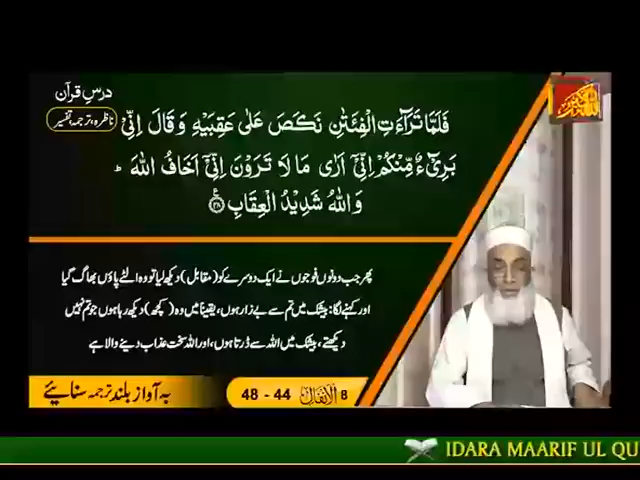 درسِ قرآن
ناظرہ، ترجمہ، تفسیر
فَلَمَّا تَرَآءَتِ الْفِئَتٰنِ نَكَصَ عَلٰى عَقِبَيْهِ وَ قَالَ اِنِّىْ
بَرِىْٓءٌ مِّنْكُمْ اِنِّىْٓ اَرٰى مَا لَا تَرَوْنَ اِنِّىْٓ اَخَافُ اللّٰهَ ؕ
وَاللّٰهُ شَدِيْدُ الْعِقَابِ ﴿۴۸﴾
پھر جب دونوں فوجوں نے ایک دوسرے کو (مقابل) دیکھ لیا تو وہ الٹے پاؤں بھاگ گیا
اور کہنے لگا: بیشک میں تم سے بے زار ہوں، یقیناً میں وہ (کچھ) دیکھ رہا ہوں جو تم نہیں
دیکھتے، بیشک میں اللہ سے ڈرتا ہوں، اور اللہ سخت عذاب دینے والا ہے
بہ آواز بلند ترجمہ سنائیے
48 - 44 الأنفال 8
IDARA MAARIF UL QU